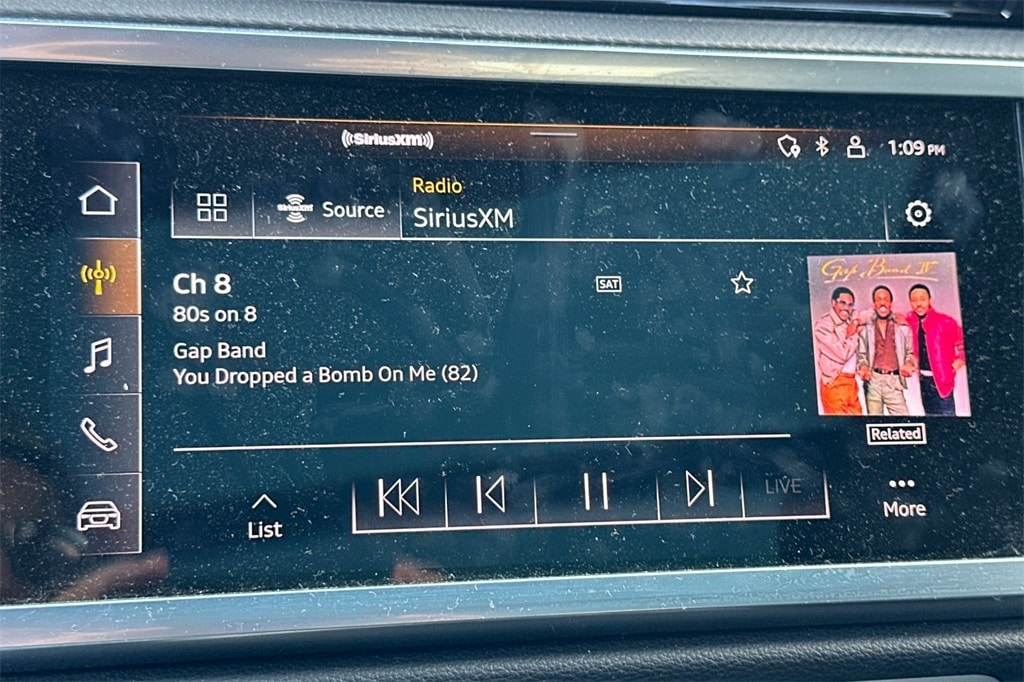 SiriusXM
1:09 PM
SiriusXM
Source
Radio
SiriusXM
Ch 8
SAT
80s on 8
Gap Band
You Dropped a Bomb On Me (82)
Gap Band IV
Related
List
LIVE
More